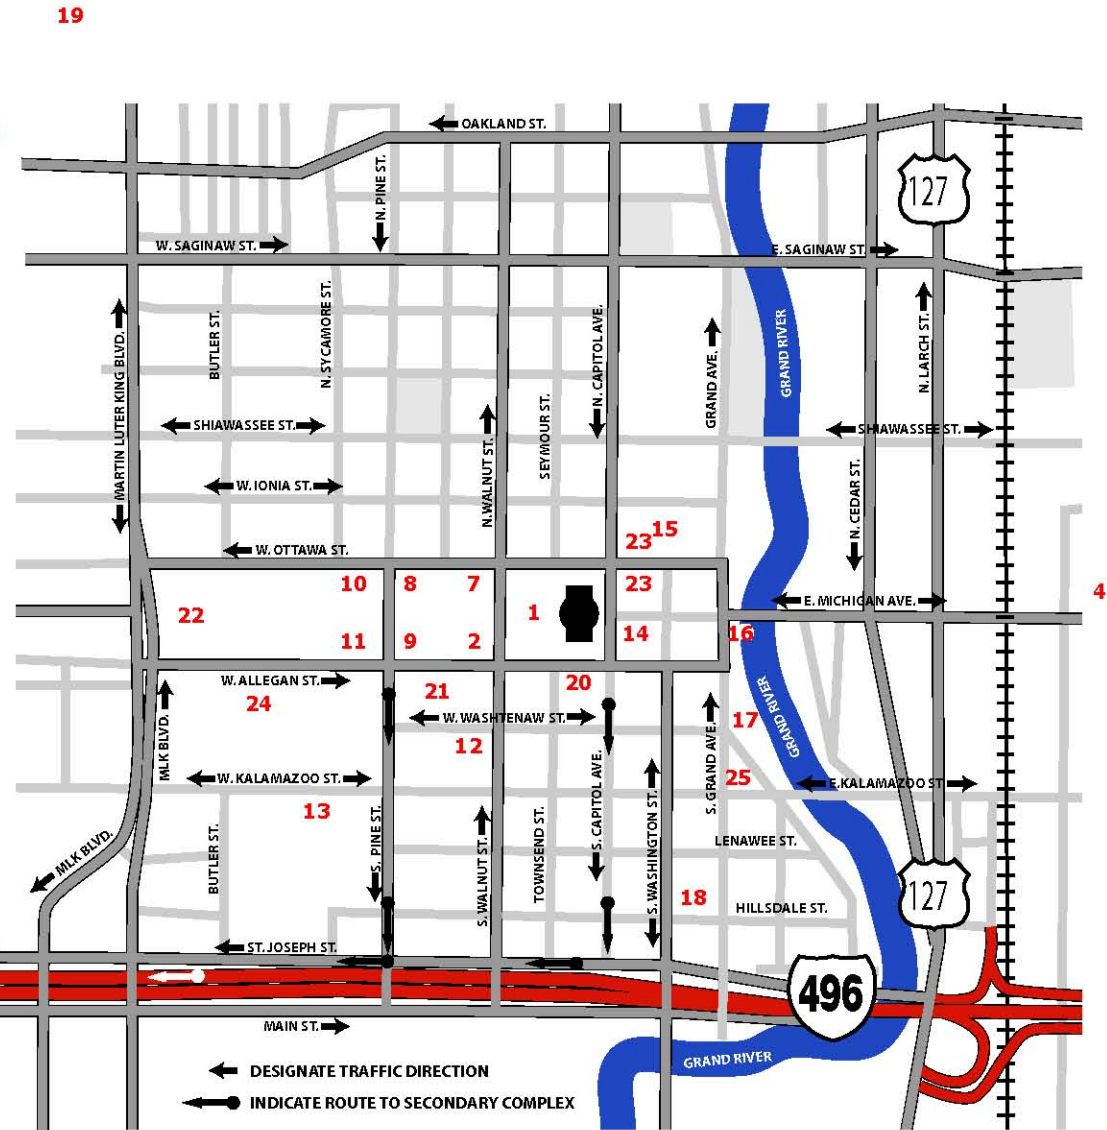 19
OAKLAND ST.
N. PINE ST.
127
W. SAGINAW ST.
E. SAGINAW ST.
MARTIN LUTER KING BLVD.
BUTLER ST.
N. SYCAMORE ST.
N. CAPITOL AVE.
GRAND AVE.
GRAND RIVER
N. LARCH ST.
SHIAWASSEE ST.
SHIAWASSEE ST.
SEYMOUR ST.
N. WALNUT ST.
N. CEDAR ST.
W. IONIA ST.
W. OTTAWA ST.
23
15
10
8
7
23
4
E. MICHIGAN AVE.
22
1
11
9
2
14
16
W. ALLEGAN ST.
21
20
24
W. WASHTENAW ST.
17
GRAND RIVER
12
MLK BLVD.
W. KALAMAZOO ST.
25
S. GRAND AVE.
E. KALAMAZOO ST
13
S. CAPITOL AVE.
MLK BLVD.
BUTLER ST.
S. PINE ST.
S. WALNUT ST.
TOWNSEND ST.
S. WASHINGTON ST.
LENAWEE ST.
127
18
HILLSDALE ST.
ST. JOSEPH ST.
496
MAIN ST.
GRAND RIVER
DESIGNATE TRAFFIC DIRECTION
INDICATE ROUTE TO SECONDARY COMPLEX